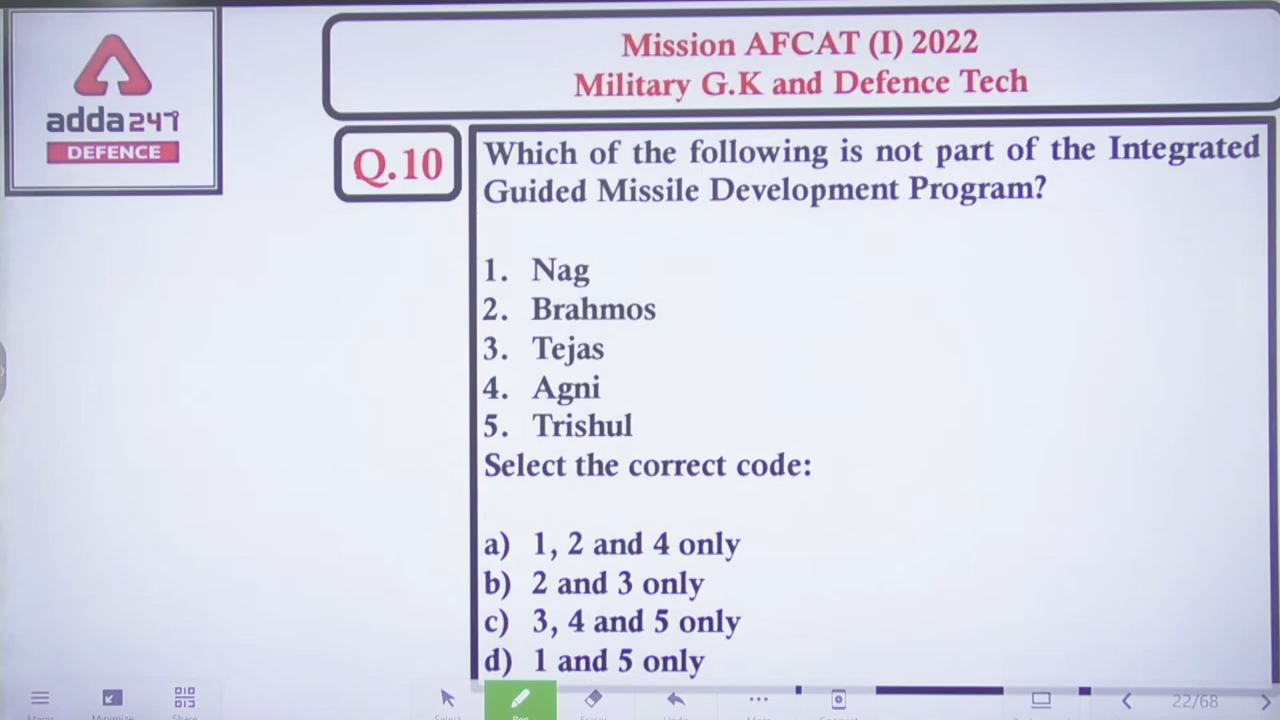 Mission AFCAT (I) 2022
Military G.K and Defence Tech
adda247
DEFENCE
Q.10
Which of the following is not part of the Integrated
Guided Missile Development Program?
1. Nag
2. Brahmos
3. Tejas
4. Agni
5. Trishul
Select the correct code:
a) 1, 2 and 4 only
b) 2 and 3 only
c) 3, 4 and 5 only
d) 1 and 5 only
22/68